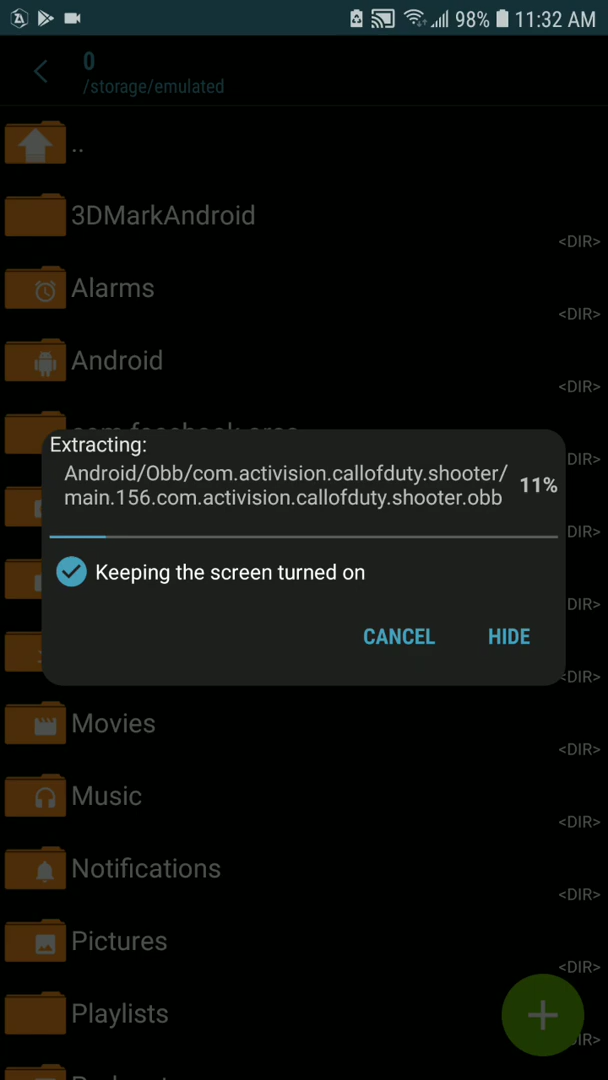 98% 11:32 AM
0
/storage/emulated
..
3DMarkAndroid
<DIR>
Alarms
<DIR>
Android
<DIR>
Extracting:
Android/Obb/com.activision.callofduty.shooter/
main.156.com.activision.callofduty.shooter.obb
11%
<DIR>
<DIR>
Keeping the screen turned on
<DIR>
CANCEL HIDE
<DIR>
Movies
<DIR>
Music
<DIR>
Notifications
<DIR>
Pictures
<DIR>
Playlists